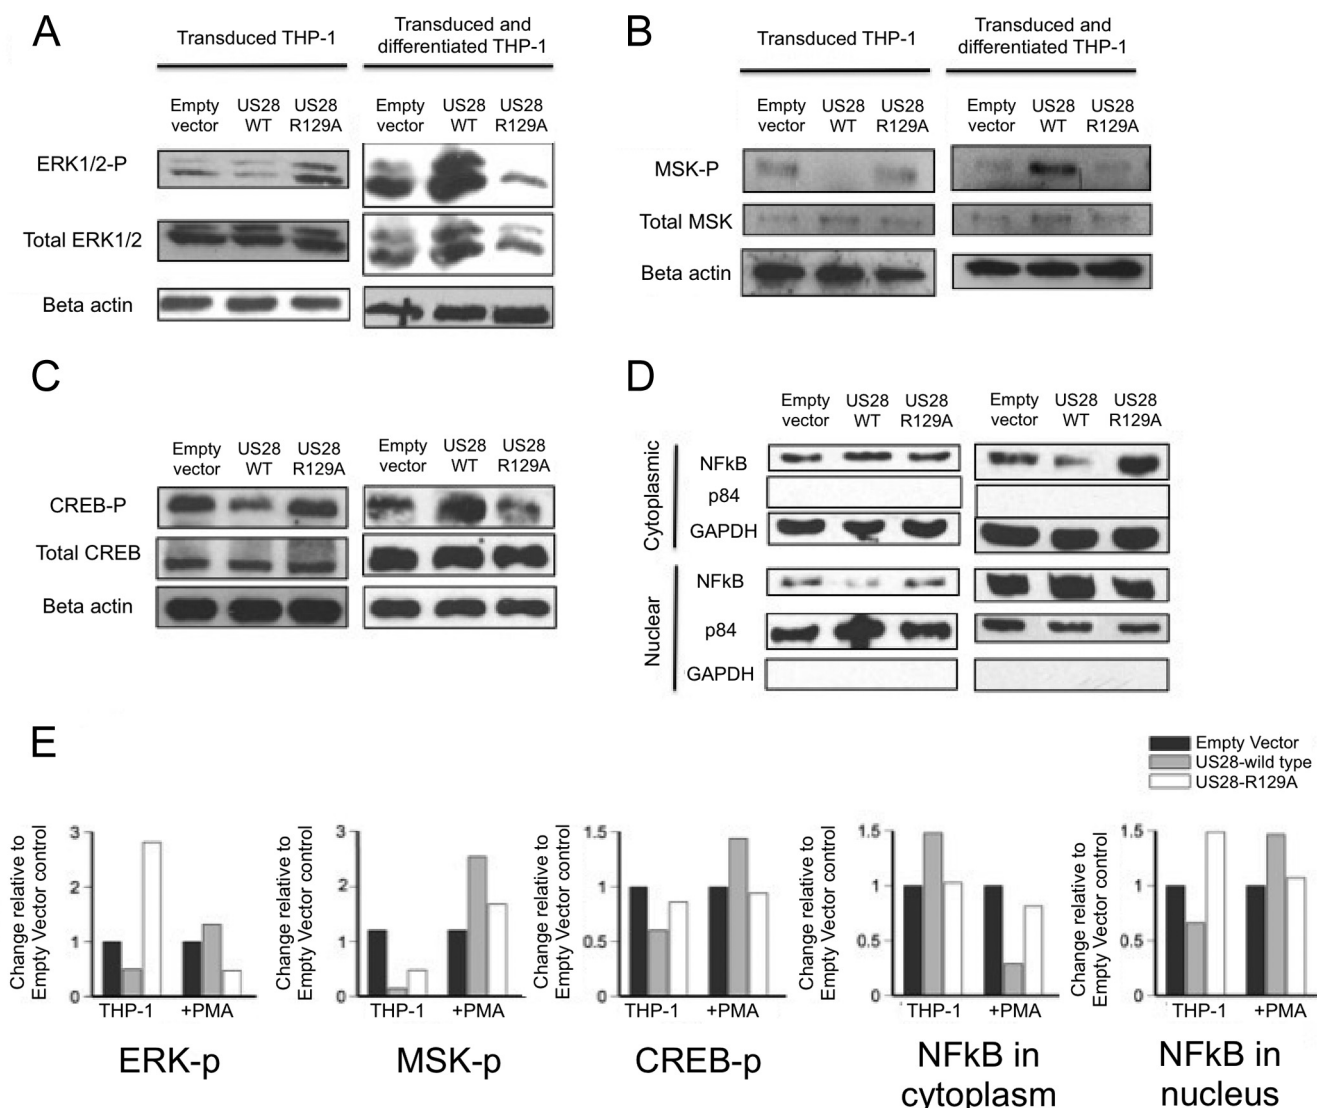 A
Transduced THP-1
Transduced and
differentiated THP-1
Empty
vector
US28
WT
US28
R129A
Empty
vector
US28
WT
US28
R129A
ERK1/2-P
Total ERK1/2
Beta actin
B
Transduced THP-1
Transduced and
differentiated THP-1
Empty
vector
US28
WT
US28
R129A
Empty
vector
US28
WT
US28
R129A
MSK-P
Total MSK
Beta actin
C
Empty
vector
US28
WT
US28
R129A
Empty
vector
US28
WT
US28
R129A
CREB-P
Total CREB
Beta actin
D
Empty
vector
US28
WT
US28
R129A
Empty
vector
US28
WT
US28
R129A
Cytoplasmic
NFkB
p84
GAPDH
Nuclear
NFkB
p84
GAPDH
E
Empty Vector
US28-wild type
US28-R129A
Change relative to
Empty Vector control
3
2
1
0
THP-1
+PMA
ERK-p
Change relative to
Empty Vector control
3
2
1
0
THP-1
+PMA
MSK-p
Change relative to
Empty Vector control
1.5
1
0.5
0
THP-1
+PMA
CREB-p
Change relative to
Empty Vector control
1.5
1
0.5
0
THP-1
+PMA
NFkB in
cytoplasm
Change relative to
Empty Vector control
1.5
1
0.5
0
THP-1
+PMA
NFkB in
nucleus